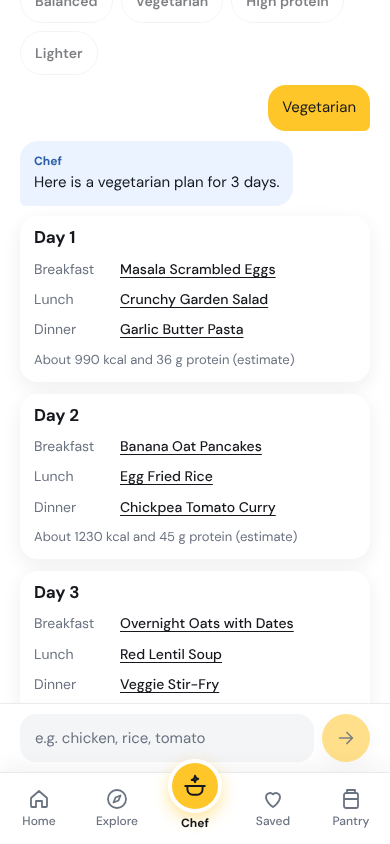 Balanced
Vegetarian
High protein
Lighter
Vegetarian
Chef
Here is a vegetarian plan for 3 days.
Day 1
Breakfast Masala Scrambled Eggs
Lunch Crunchy Garden Salad
Dinner Garlic Butter Pasta
About 990 kcal and 36 g protein (estimate)
Day 2
Breakfast Banana Oat Pancakes
Lunch Egg Fried Rice
Dinner Chickpea Tomato Curry
About 1230 kcal and 45 g protein (estimate)
Day 3
Breakfast Overnight Oats with Dates
Lunch Red Lentil Soup
Dinner Veggie Stir-Fry
e.g. chicken, rice, tomato
Home Explore Chef Saved Pantry